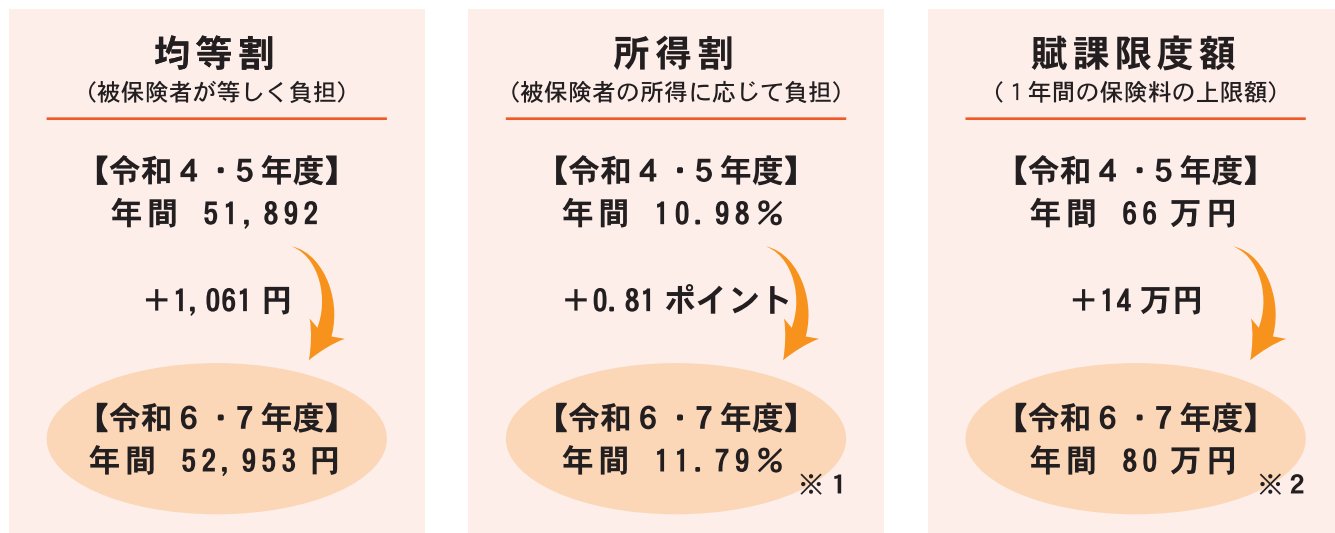 均等割
（被保険者が等しく負担）
【令和４・５年度】
年間 51,892
＋1,061 円
【令和６・７年度】
年間 52,953 円
所得割
（被保険者の所得に応じて負担）
【令和４・５年度】
年間 10.98％
＋0.81 ポイント
【令和６・７年度】
年間 11.79％
※１
賦課限度額
（１年間の保険料の上限額）
【令和４・５年度】
年間 66 万円
＋14 万円
【令和６・７年度】
年間 80 万円
※２